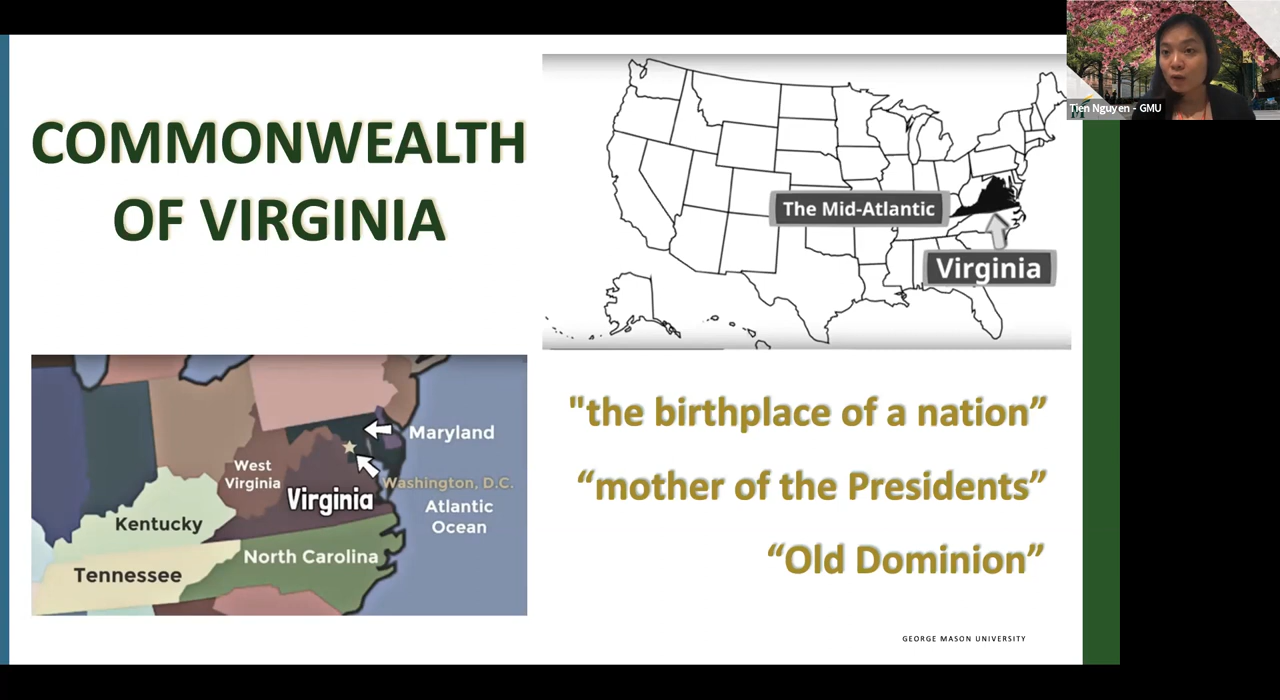 COMMONWEALTH
OF VIRGINIA
The Mid-Atlantic
Virginia
Tien Nguyen - GMU
Maryland
West
Virginia
Washington, D.C.
Virginia
Atlantic
Ocean
Kentucky
North Carolina
Tennessee
"the birthplace of a nation”
“mother of the Presidents”
“Old Dominion”
GEORGE MASON UNIVERSITY